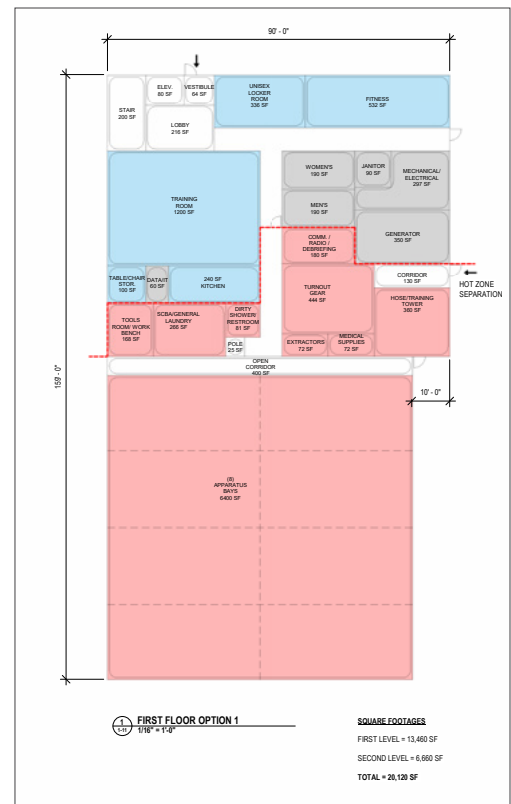 90' - 0"
ELEV.
80 SF
VESTIBULE
64 SF
UNISEX
LOCKER
ROOM
336 SF
FITNESS
532 SF
STAIR
200 SF
LOBBY
216 SF
WOMEN'S
190 SF
JANITOR
90 SF
MECHANICAL/
ELECTRICAL
297 SF
TRAINING
ROOM
1200 SF
MEN'S
190 SF
GENERATOR
350 SF
COMM. /
RADIO /
DEBRIEFING
180 SF
TABLE/CHAIR
STOR.
100 SF
DATA/IT
60 SF
240 SF
KITCHEN
CORRIDOR
130 SF
HOT ZONE
SEPARATION
TURNOUT
GEAR
444 SF
HOSE/TRAINING
TOWER
360 SF
TOOLS
ROOM/ WORK
BENCH
168 SF
SCBA/GENERAL
LAUNDRY
266 SF
DIRTY
SHOWER
RESTROOM
81 SF
POLE
25 SF
EXTRACTORS
72 SF
MEDICAL
SUPPLIES
72 SF
OPEN
CORRIDOR
400 SF
159' - 0"
10' - 0"
(8)
APPARATUS
BAYS
6400 SF
1
1-11
FIRST FLOOR OPTION 1
1/16" = 1'-0"
SQUARE FOOTAGES
FIRST LEVEL = 13,460 SF
SECOND LEVEL = 6,660 SF
TOTAL = 20,120 SF